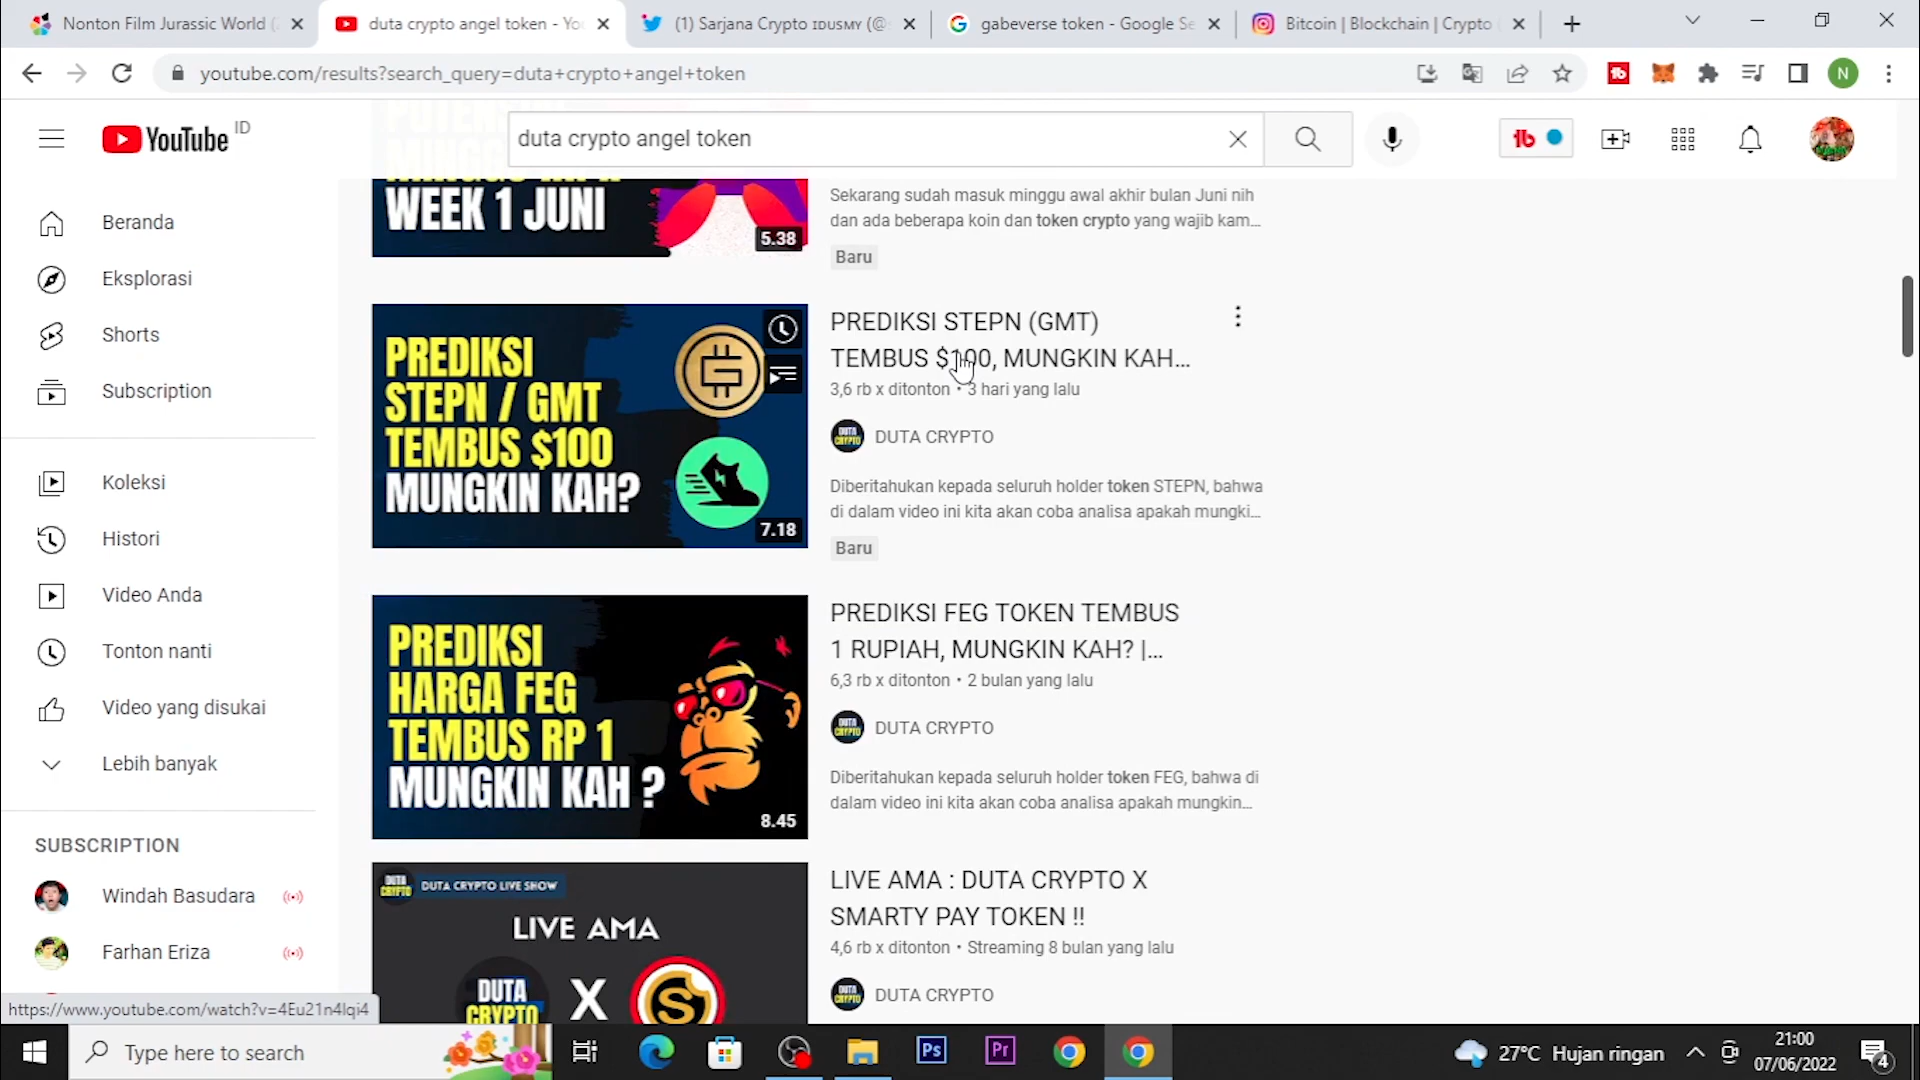 Nonton Film Jurassic World (
duta crypto angel token - Yo
(1) Sarjana Crypto ɪᴅᴜsᴍʏ (@
gabeverse token - Google Se
Bitcoin | Blockchain | Crypto
youtube.com/results?search_query=duta+crypto+angel+token
N
YouTube ID
duta crypto angel token
Beranda
Eksplorasi
Shorts
Subscription
Koleksi
Histori
Video Anda
Tonton nanti
Video yang disukai
Lebih banyak
SUBSCRIPTION
Windah Basudara
Farhan Eriza
WEEK 1 JUNI
5.38
Sekarang sudah masuk minggu awal akhir bulan Juni nih
dan ada beberapa koin dan token crypto yang wajib kam...
Baru
PREDIKSI
STEPN / GMT
TEMBUS $100
MUNGKIN KAH?
7.18
PREDIKSI STEPN (GMT)
TEMBUS $100, MUNGKIN KAH...
3,6 rb x ditonton • 3 hari yang lalu
DUTA CRYPTO
Diberitahukan kepada seluruh holder token STEPN, bahwa
di dalam video ini kita akan coba analisa apakah mungki...
Baru
PREDIKSI
HARGA FEG
TEMBUS RP 1
MUNGKIN KAH ?
8.45
PREDIKSI FEG TOKEN TEMBUS
1 RUPIAH, MUNGKIN KAH? |...
6,3 rb x ditonton • 2 bulan yang lalu
DUTA CRYPTO
Diberitahukan kepada seluruh holder token FEG, bahwa di
dalam video ini kita akan coba analisa apakah mungkin...
DUTA CRYPTO LIVE SHOW
LIVE AMA
DUTA
CRYPTO
X
S
LIVE AMA : DUTA CRYPTO X
SMARTY PAY TOKEN !!
4,6 rb x ditonton • Streaming 8 bulan yang lalu
DUTA CRYPTO
https://www.youtube.com/watch?v=4Eu21n4lqi4
Type here to search
Ps
Pr
27°C Hujan ringan
21:00
07/06/2022
4